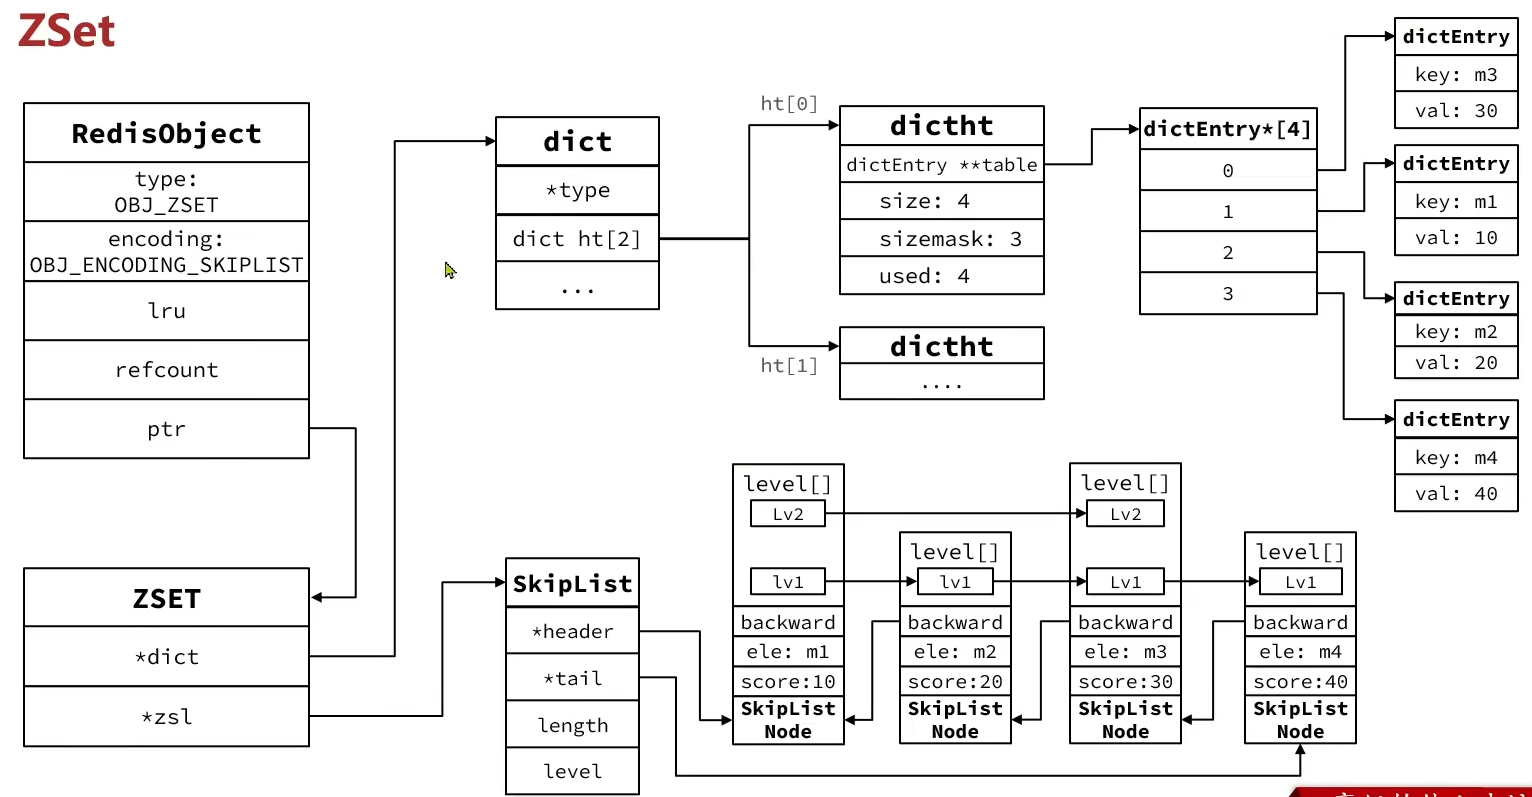 ZSet
RedisObject
type:
OBJ_ZSET
encoding:
OBJ_ENCODING_SKIPLIST
lru
refcount
ptr
ZSET
*dict
*zsl
dict
*type
dict ht[2]
...
ht[0]
dictht
dictEntry **table
size: 4
sizemask: 3
used: 4
ht[1]
dictht
....
dictEntry*[4]
0
1
2
3
dictEntry
key: m3
val: 30
dictEntry
key: m1
val: 10
dictEntry
key: m2
val: 20
dictEntry
key: m4
val: 40
SkipList
*header
*tail
length
level
level[]
Lv2
lv1
backward
ele: m1
score:10
SkipList
Node
level[]
lv1
backward
ele: m2
score:20
SkipList
Node
level[]
Lv2
Lv1
backward
ele: m3
score:30
SkipList
Node
level[]
Lv1
backward
ele: m4
score:40
SkipList
Node